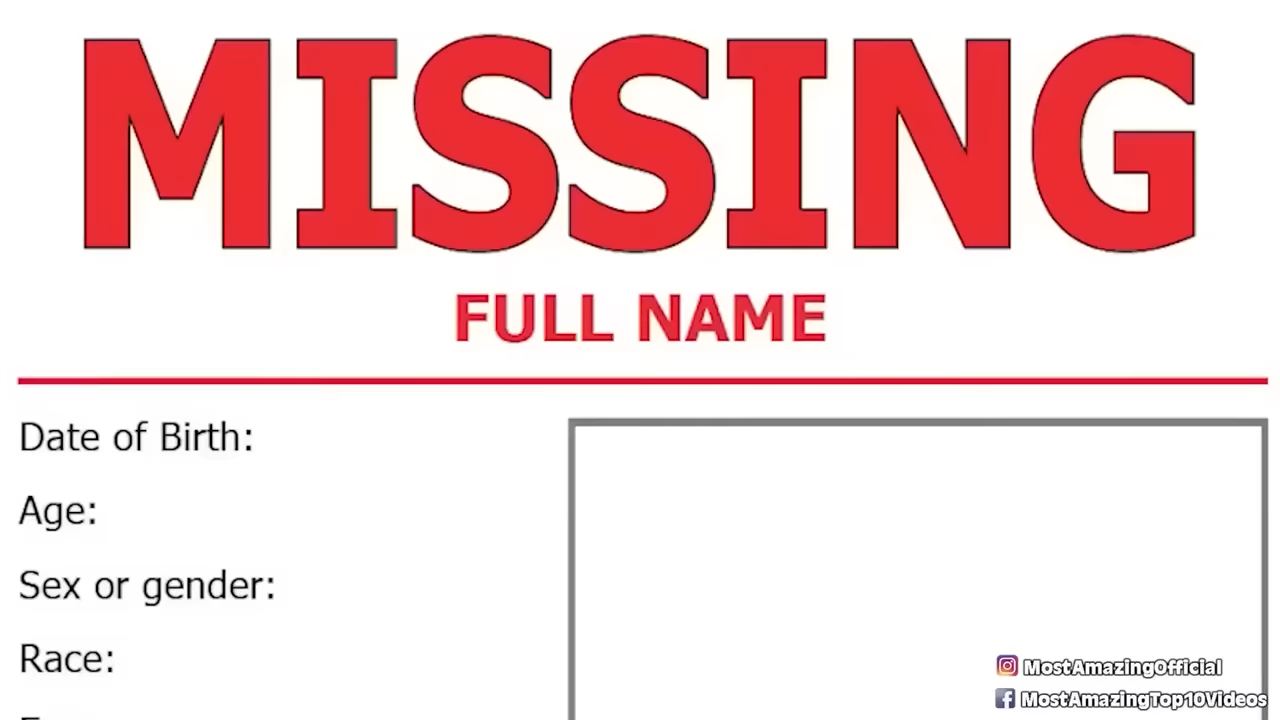 MISSING
FULL NAME
Date of Birth:
Age:
Sex or gender:
Race:
MostAmazingOfficial
MostAmazingTop10Videos